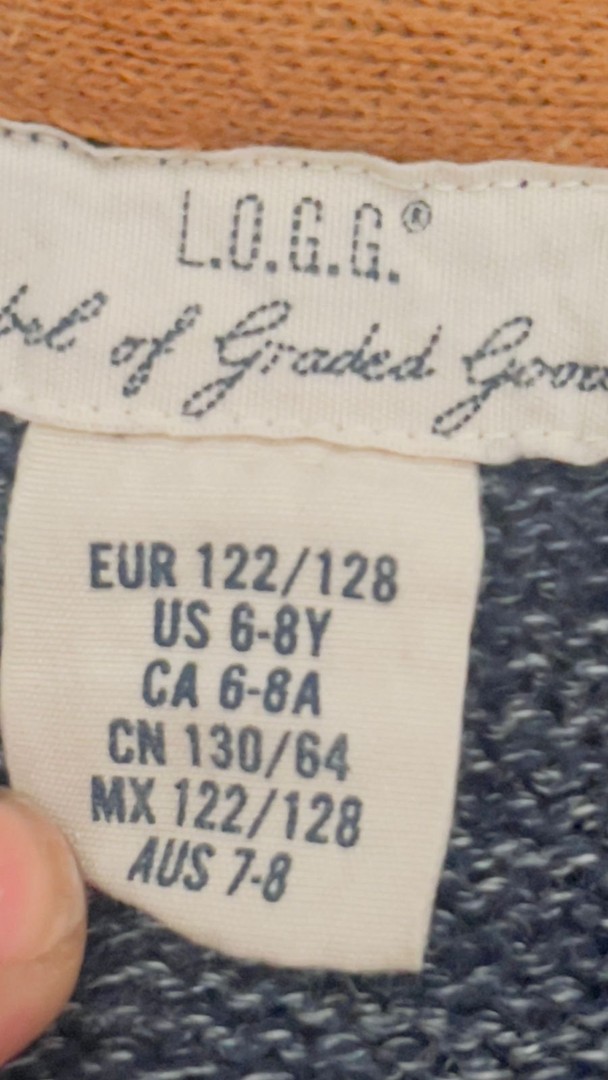 L.O.G.G.®
of Graded
EUR 122/128
US 6-8Y
CA 6-8A
CN 130/64
MX 122/128
AUS 7-8